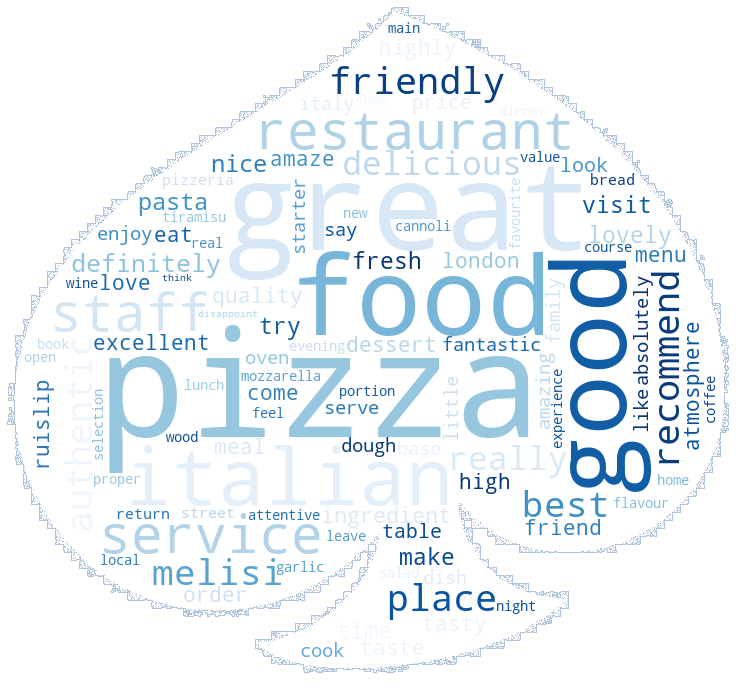 main
highly
friendly
italy soon price dinner
restaurant
nice amaze delicious value look
pizzeria great bread
pasta starter favourite visit
tiramisu new cannoli
enjoy eat real say lovely
course
definitely food fresh london menu
wine love think good recommend
staff quality family absolutely
disappoint
authentic excellent try like atmosphere
book oven evening dessert fantastic
open pizza amazing
lunch mozzarella little experience coffee
ruislip selection come portion
feel serve
wood dough
meal base really
proper italian high home
best flavour
return street attentive ingredient
service leave table friend
local melisi garlic make
order salad dish
place night
time tasty
cook taste